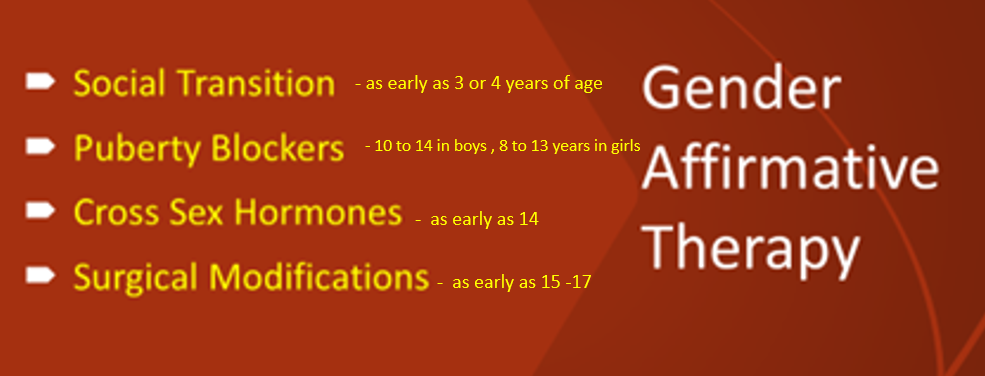 Social Transition - as early as 3 or 4 years of age
Puberty Blockers - 10 to 14 in boys , 8 to 13 years in girls
Cross Sex Hormones - as early as 14
Surgical Modifications - as early as 15 -17
Gender
Affirmative
Therapy